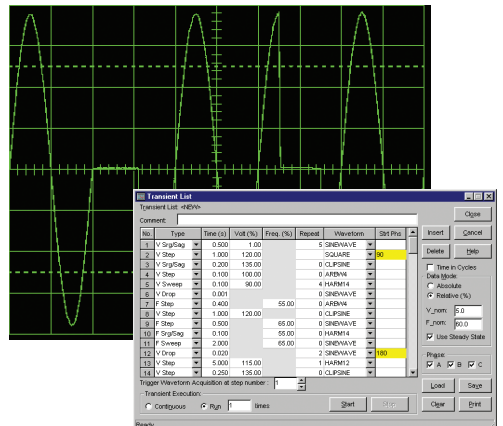 Transient List
Transient List: <NEW>
Comment:
Close
No. Type Time (s) Volt (%) Freq. (%) Repeat Waveform Strt Phs
Insert Cancel
1 V Srg/Sag 0.500 1.00 5 SINEWAVE
2 V Step 1.000 120.00 SQUARE 90
Delete Help
3 V Srg/Sag 0.200 135.00 0 CLIPSINE
4 V Step 0.100 100.00 0 ARBW4
Time in Cycles
5 V Sweep 0.100 90.00 4 HARM14
Data Mode:
6 V Drop 0.001 0 SINEWAVE
Absolute
7 F Step 0.400 55.00 0 ARBW4
Relative (%)
8 V Step 1.000 120.00 0 CLIPSINE
V_nom: 5.0
9 F Step 0.500 65.00 0 SINEWAVE
F_nom: 60.0
10 F Srg/Sag 0.100 55.00 0 HARM14
11 F Sweep 2.000 65.00 0 SINEWAVE
Use Steady State
12 V Drop 0.020 2 SINEWAVE 180
Phase:
13 V Step 5.000 115.00 1 HARM12
A B C
14 V Step 0.250 135.00 0 CLIPSINE
Trigger Waveform Acquisition at step number: 1
Load Save
Transient Execution:
Contiguous Run 1 times
Start Stop
Clear Print
Ready